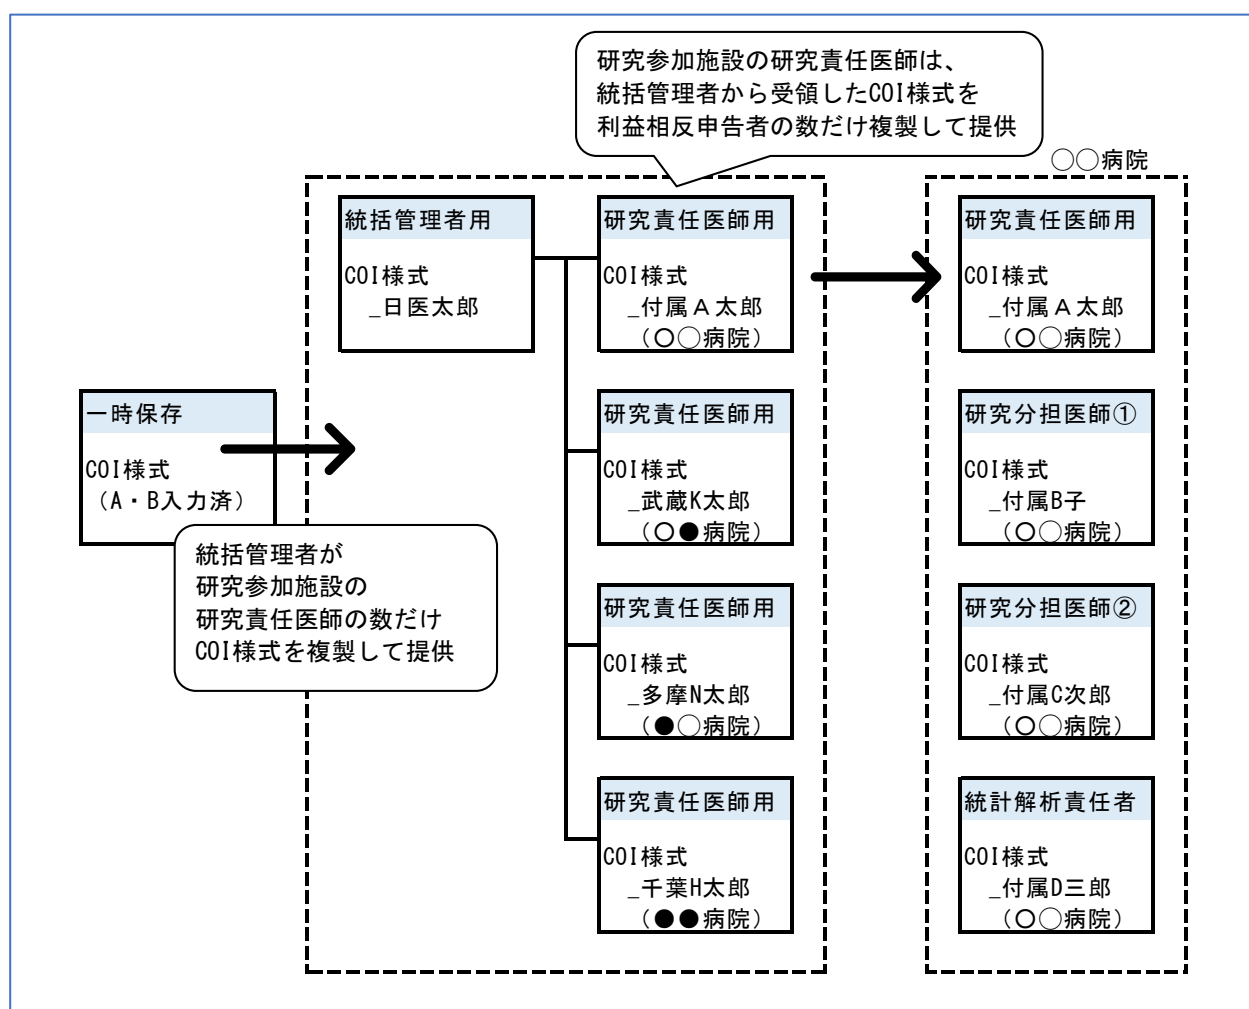 研究参加施設の研究責任医師は、
統括管理者から受領したCOI様式を
利益相反申告者の数だけ複製して提供
○○病院
統括管理者用
COI様式
_日医太郎
研究責任医師用
COI様式
_付属Ａ太郎
（○○病院）
研究責任医師用
COI様式
_付属Ａ太郎
（○○病院）
一時保存
COI様式
（A・B入力済）
統括管理者が
研究参加施設の
研究責任医師の数だけ
COI様式を複製して提供
研究責任医師用
COI様式
_武蔵K太郎
（○●病院）
研究分担医師①
COI様式
_付属B子
（○○病院）
研究責任医師用
COI様式
_多摩N太郎
（●○病院）
研究分担医師②
COI様式
_付属C次郎
（○○病院）
研究責任医師用
COI様式
_千葉H太郎
（●●病院）
統計解析責任者
COI様式
_付属D三郎
（○○病院）